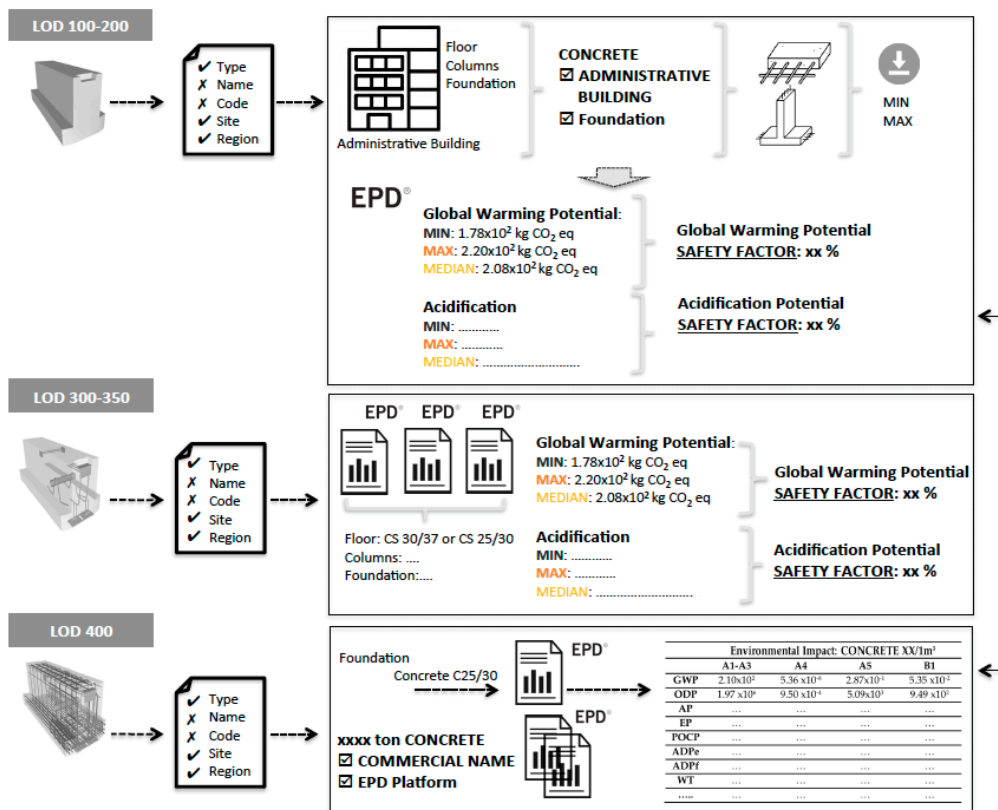 LOD 100-200
✓ Type
✗ Name
✗ Code
✓ Site
✓ Region
Floor
Columns
Foundation
Administrative Building
CONCRETE
☑ ADMINISTRATIVE
BUILDING
☑ Foundation
MIN
MAX
EPD®
Global Warming Potential:
MIN: 1.78x10² kg CO₂ eq
MAX: 2.20x10² kg CO₂ eq
MEDIAN: 2.08x10² kg CO₂ eq
Global Warming Potential
SAFETY FACTOR: xx %
Acidification
MIN: ............
MAX: ............
MEDIAN: ............................
Acidification Potential
SAFETY FACTOR: xx %
LOD 300-350
✓ Type
✗ Name
✗ Code
✓ Site
✓ Region
EPD® EPD® EPD®
Floor: CS 30/37 or CS 25/30
Columns: ....
Foundation:....
Global Warming Potential:
MIN: 1.78x10² kg CO₂ eq
MAX: 2.20x10² kg CO₂ eq
MEDIAN: 2.08x10² kg CO₂ eq
Global Warming Potential
SAFETY FACTOR: xx %
Acidification
MIN: ............
MAX: ............
MEDIAN: ............................
Acidification Potential
SAFETY FACTOR: xx %
LOD 400
✓ Type
✗ Name
✗ Code
✓ Site
✓ Region
Foundation
Concrete C25/30
EPD®
xxxx ton CONCRETE
☑ COMMERCIAL NAME
☑ EPD Platform
EPD®
Environmental Impact: CONCRETE XX/1m³
A1-A3 A4 A5 B1
GWP 2.10x10² 5.36 x10⁻⁶ 2.87x10⁻¹ 5.35 x10⁻²
ODP 1.97 x10⁶ 9.50 x10⁻⁴ 5.09x10³ 9.49 x10²
AP ... ... ... ...
EP ... ... ... ...
POCP ... ... ... ...
ADPe ... ... ... ...
ADPf ... ... ... ...
WT ... ... ... ...
..... ... ... ... ...